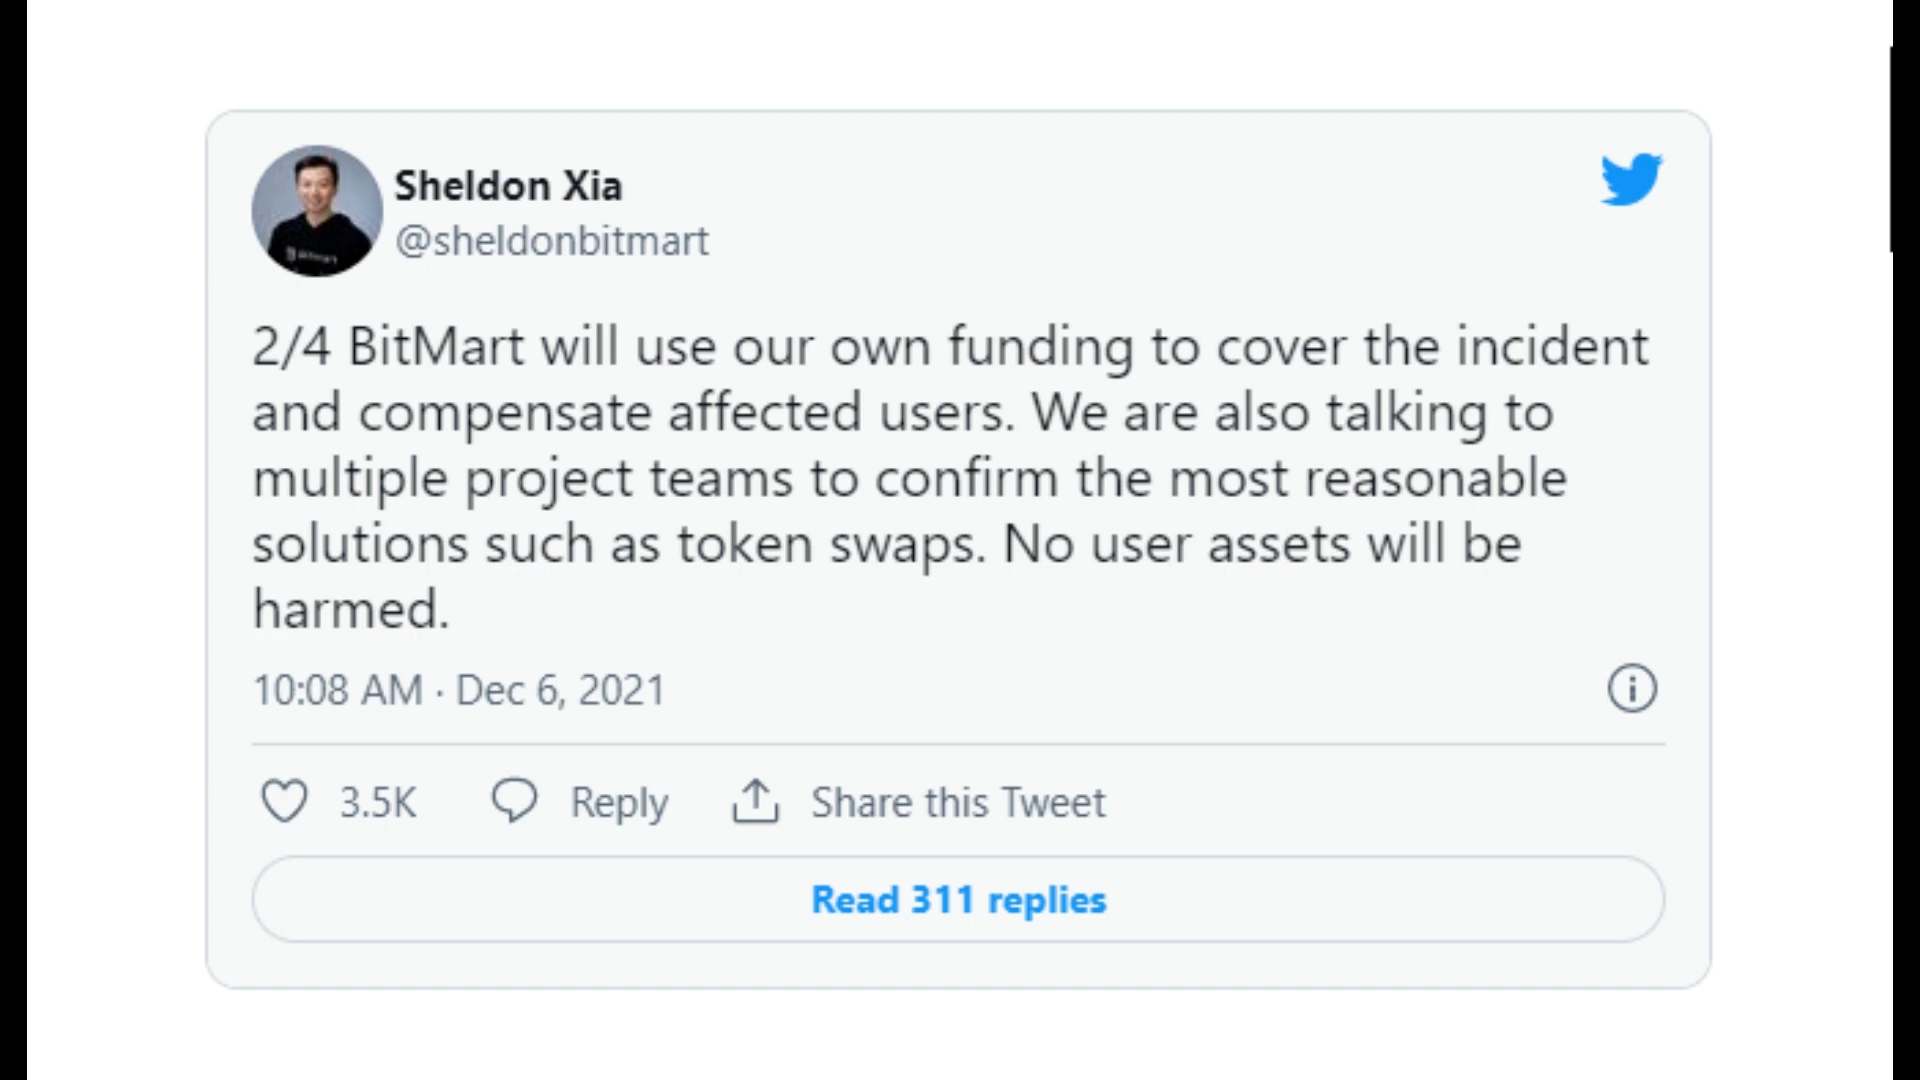 Sheldon Xia
@sheldonbitmart
2/4 BitMart will use our own funding to cover the incident
and compensate affected users. We are also talking to
multiple project teams to confirm the most reasonable
solutions such as token swaps. No user assets will be
harmed.
10:08 AM · Dec 6, 2021
3.5K Reply Share this Tweet
Read 311 replies